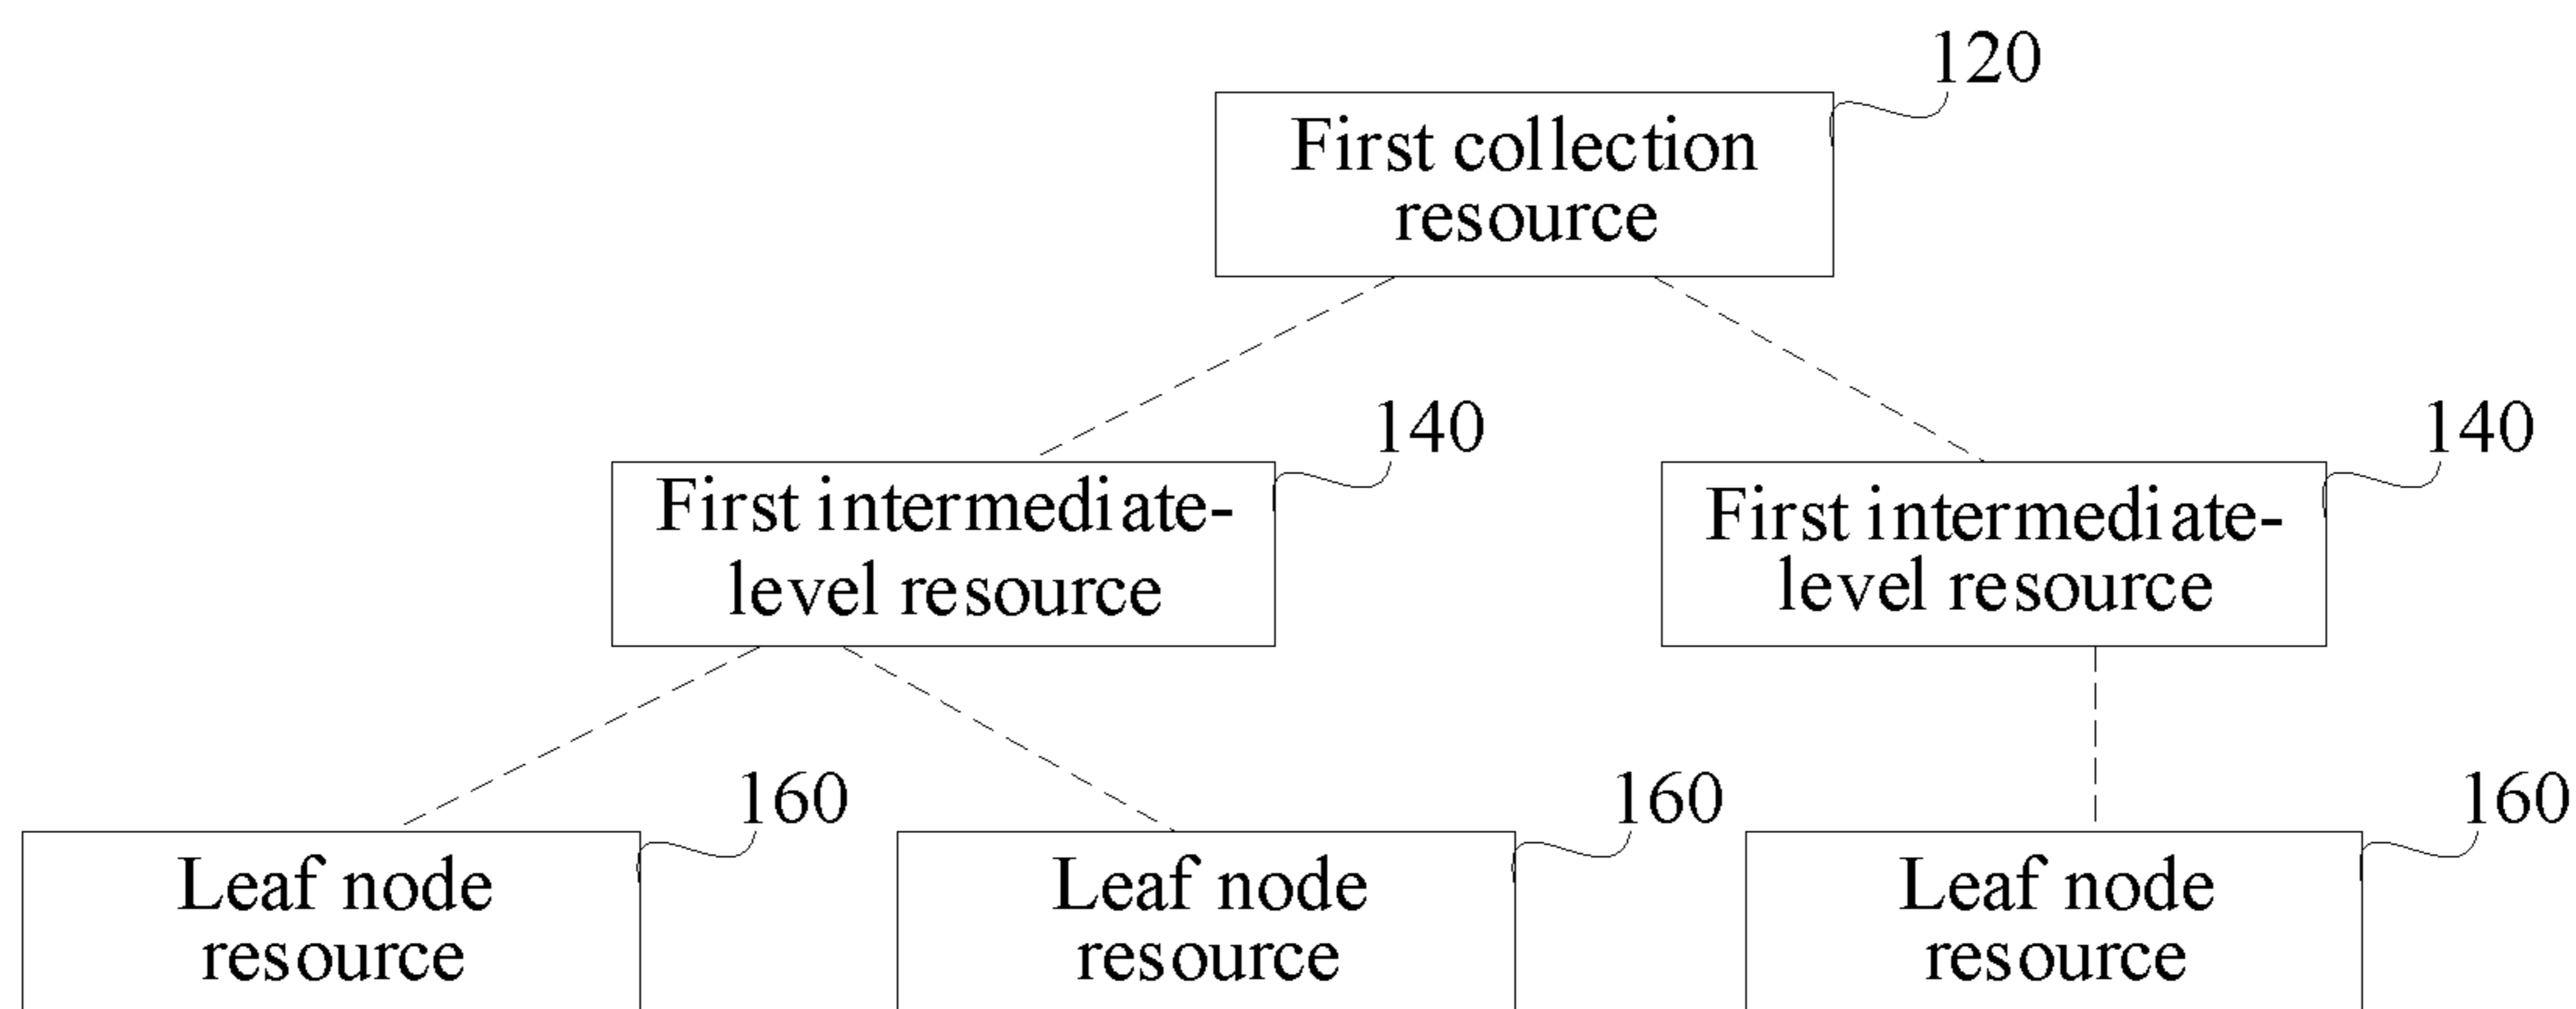 120
First collection
resource
140
First intermediate-
level resource
140
First intermediate-
level resource
160
Leaf node
resource
160
Leaf node
resource
160
Leaf node
resource